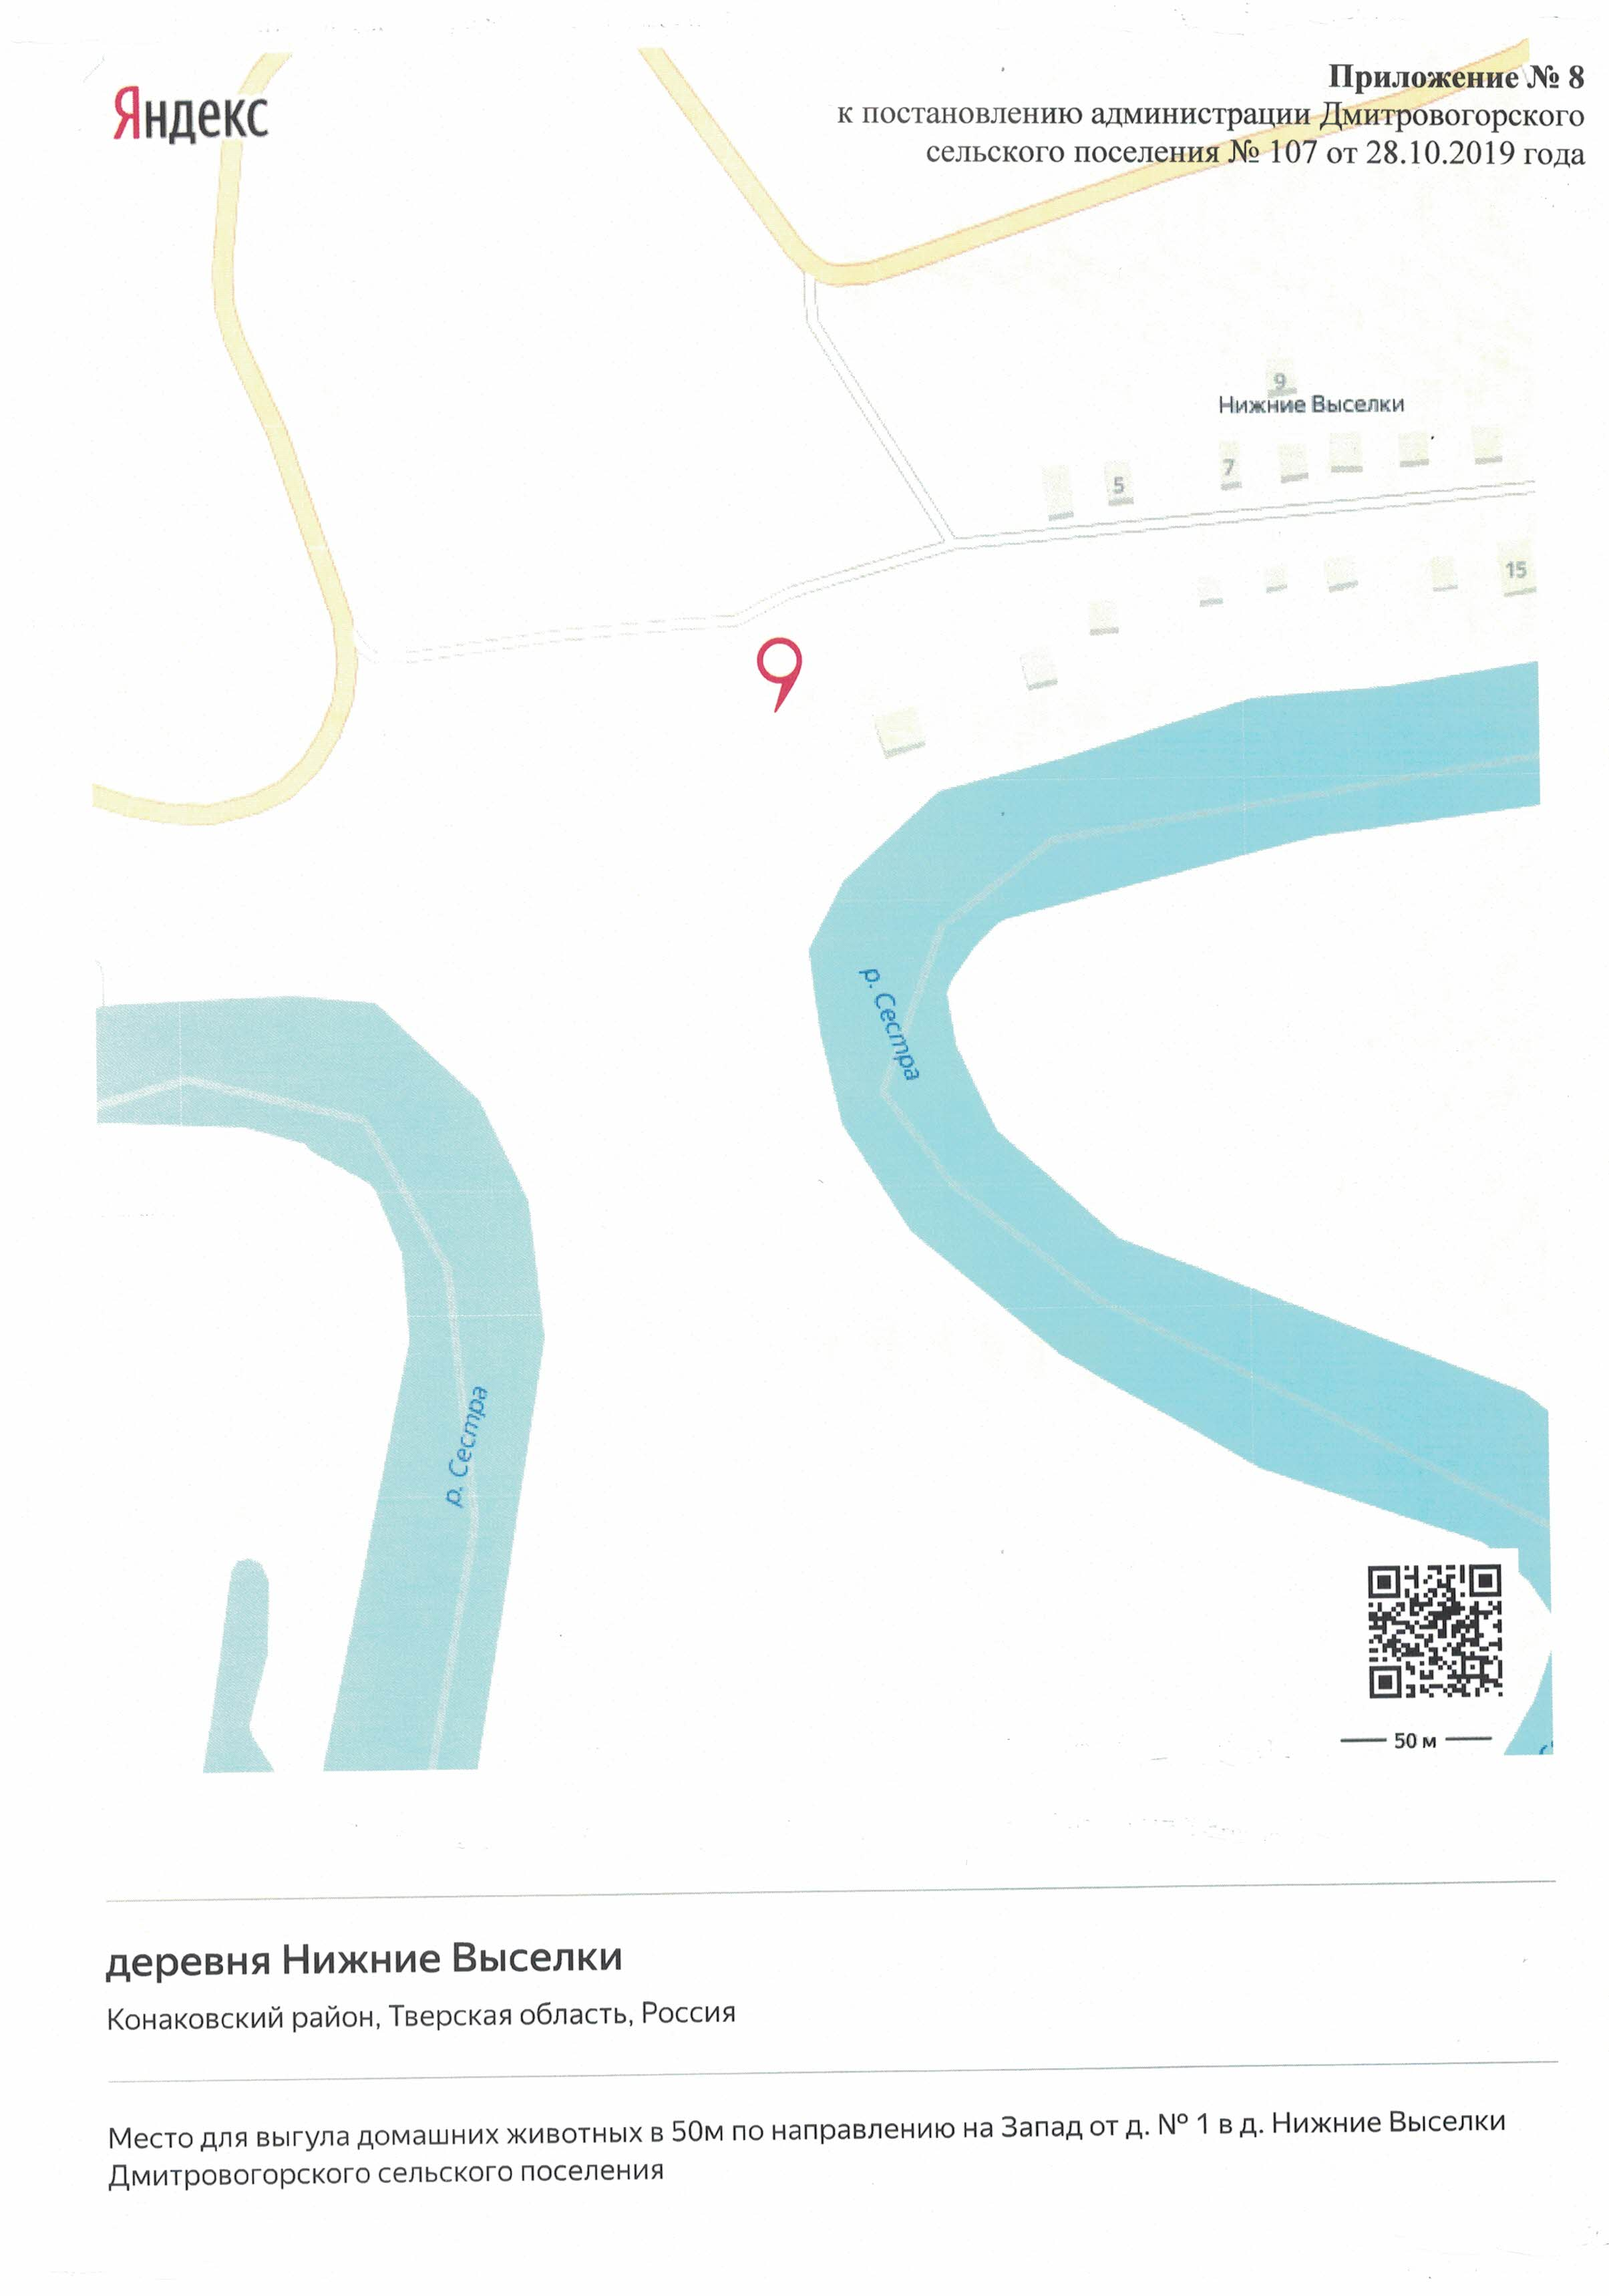 Яндекс
Приложение № 8
к постановлению администрации Дмитровогорского
сельского поселения № 107 от 28.10.2019 года
9
Нижние Выселки
7
5
15
р. Сестра
р. Сестра
50 м
деревня Нижние Выселки
Конаковский район, Тверская область, Россия
Место для выгула домашних животных в 50м по направлению на Запад от д. № 1 в д. Нижние Выселки
Дмитровогорского сельского поселения